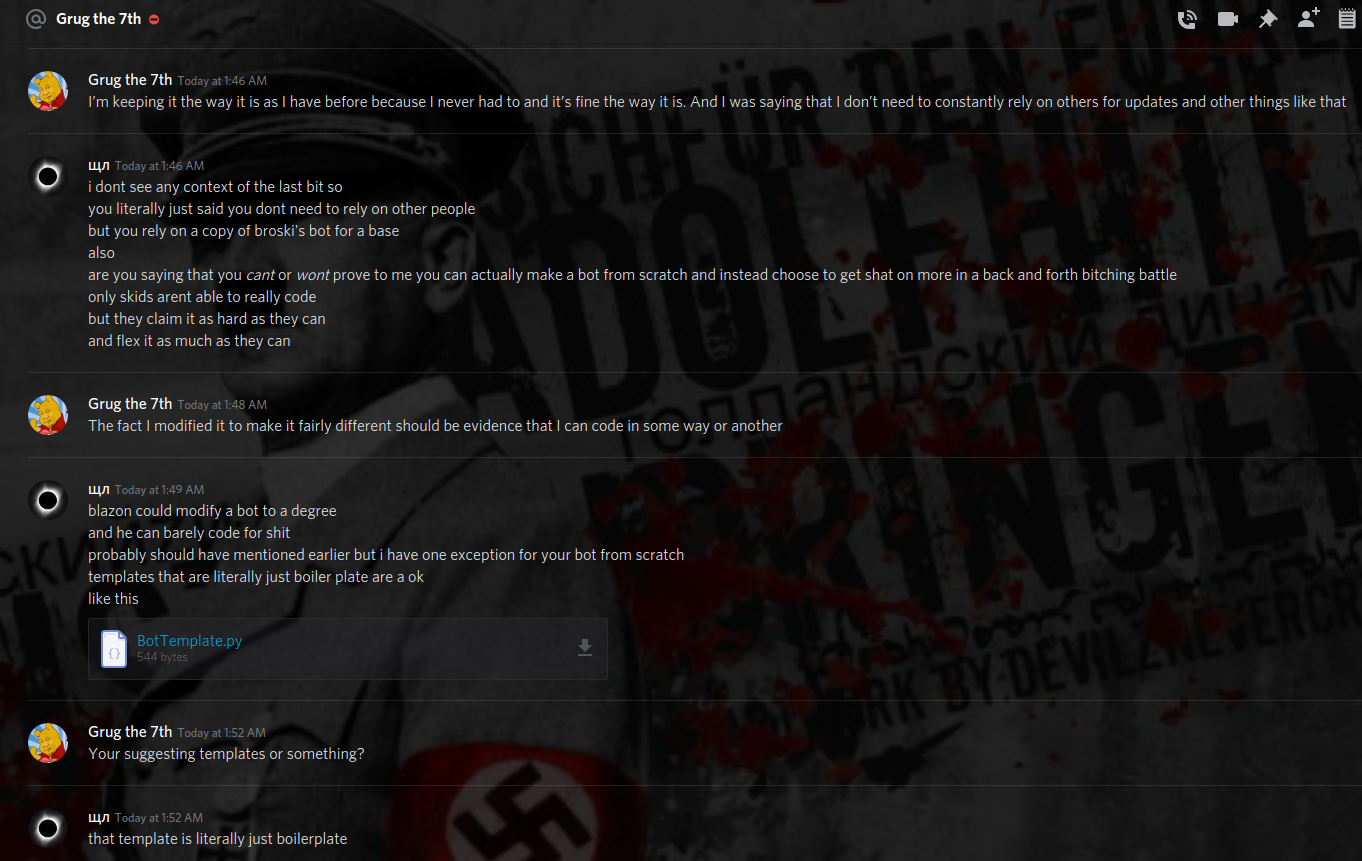 Grug the 7th
Grug the 7th Today at 1:46 AM
I'm keeping it the way it is as I have before because I never had to and it's fine the way it is. And I was saying that I don't need to constantly rely on others for updates and other things like that
щл Today at 1:46 AM
i dont see any context of the last bit so
you literally just said you dont need to rely on other people
but you rely on a copy of broski's bot for a base
also
are you saying that you cant or wont prove to me you can actually make a bot from scratch and instead choose to get shat on more in a back and forth bitching battle
only skids arent able to really code
but they claim it as hard as they can
and flex it as much as they can
Grug the 7th Today at 1:48 AM
The fact I modified it to make it fairly different should be evidence that I can code in some way or another
щл Today at 1:49 AM
blazon could modify a bot to a degree
and he can barely code for shit
probably should have mentioned earlier but i have one exception for your bot from scratch
templates that are literally just boiler plate are a ok
like this
BotTemplate.py
544 bytes
Grug the 7th Today at 1:52 AM
Your suggesting templates or something?
щл Today at 1:52 AM
that template is literally just boilerplate